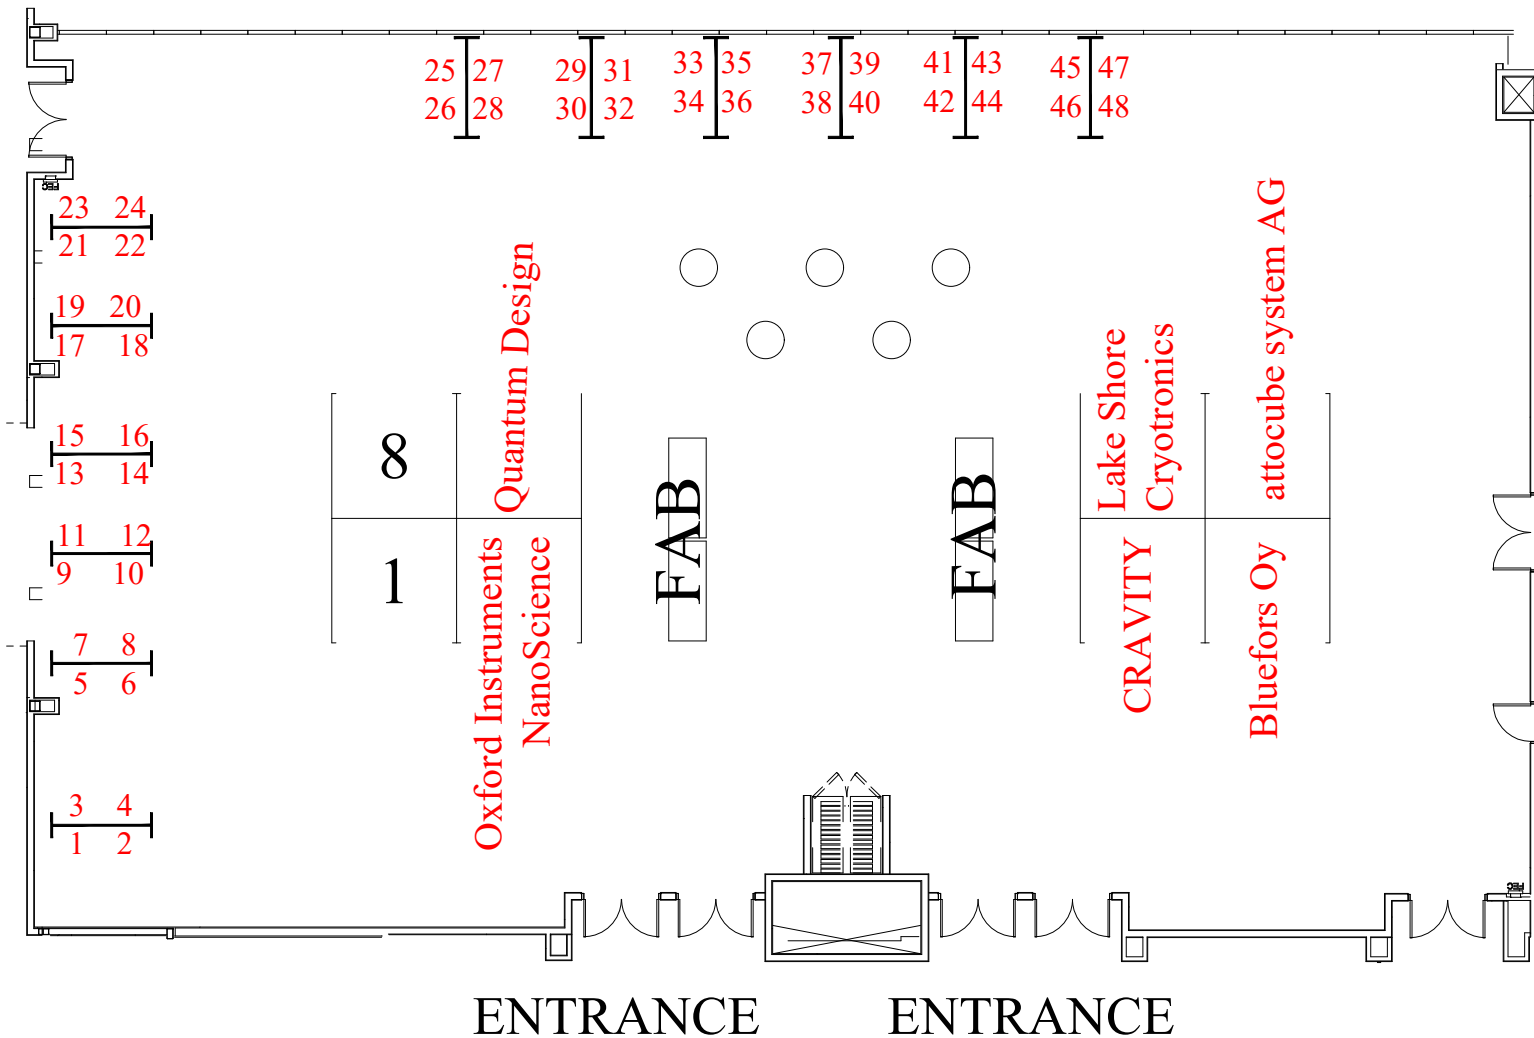 25 27
26 28
29 31
30 32
33 35
34 36
37 39
38 40
41 43
42 44
45 47
46 48
FEC
23 24
21 22
19 20
17 18
15 16
13 14
11 12
9 10
7 8
5 6
3 4
1 2
8
1
Quantum Design
Oxford Instruments
NanoScience
FAB
FAB
Lake Shore
Cryotronics
attocube system AG
CRAVITY
Bluefors Oy
FEC
ENTRANCE
ENTRANCE